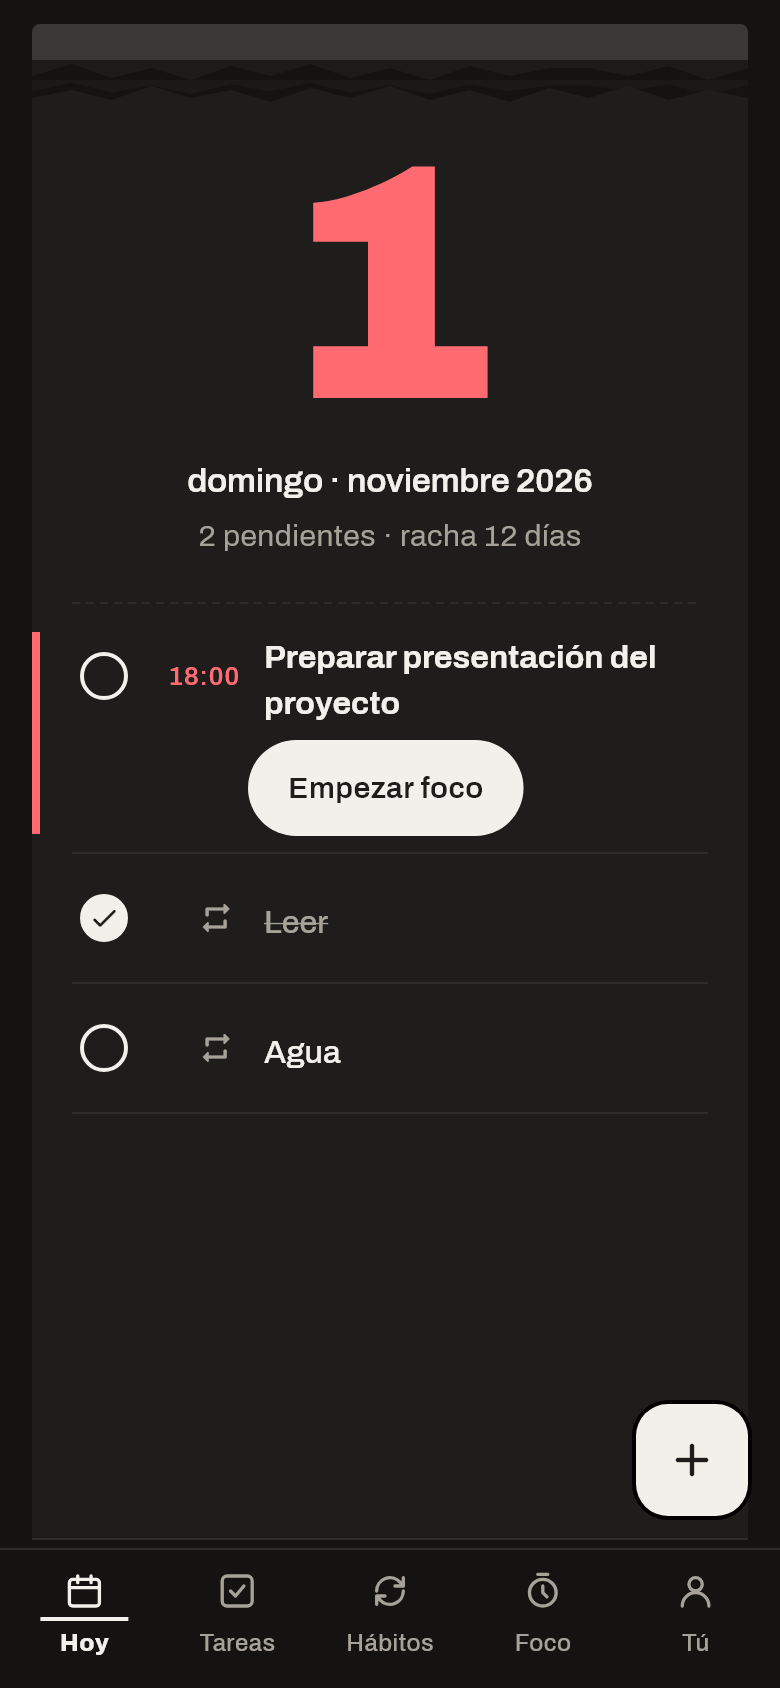 1
domingo · noviembre 2026
2 pendientes · racha 12 días
18:00
Preparar presentación del
proyecto
Empezar foco
Leer
Agua
Hoy
Tareas
Hábitos
Foco
Tú